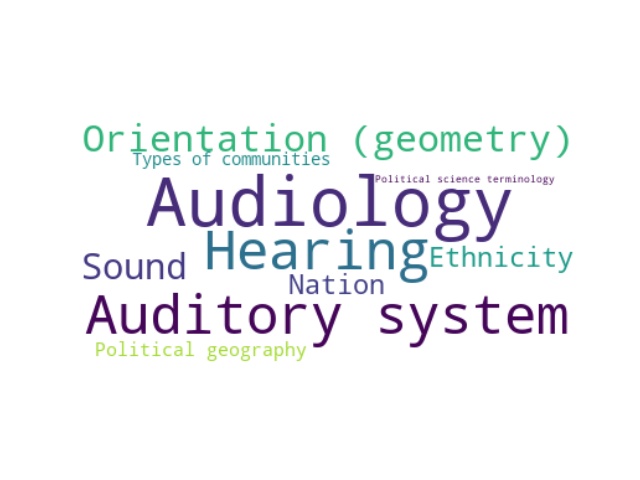 Orientation (geometry)
Types of communities
Political science terminology
Audiology
Hearing
Ethnicity
Sound
Nation
Auditory system
Political geography